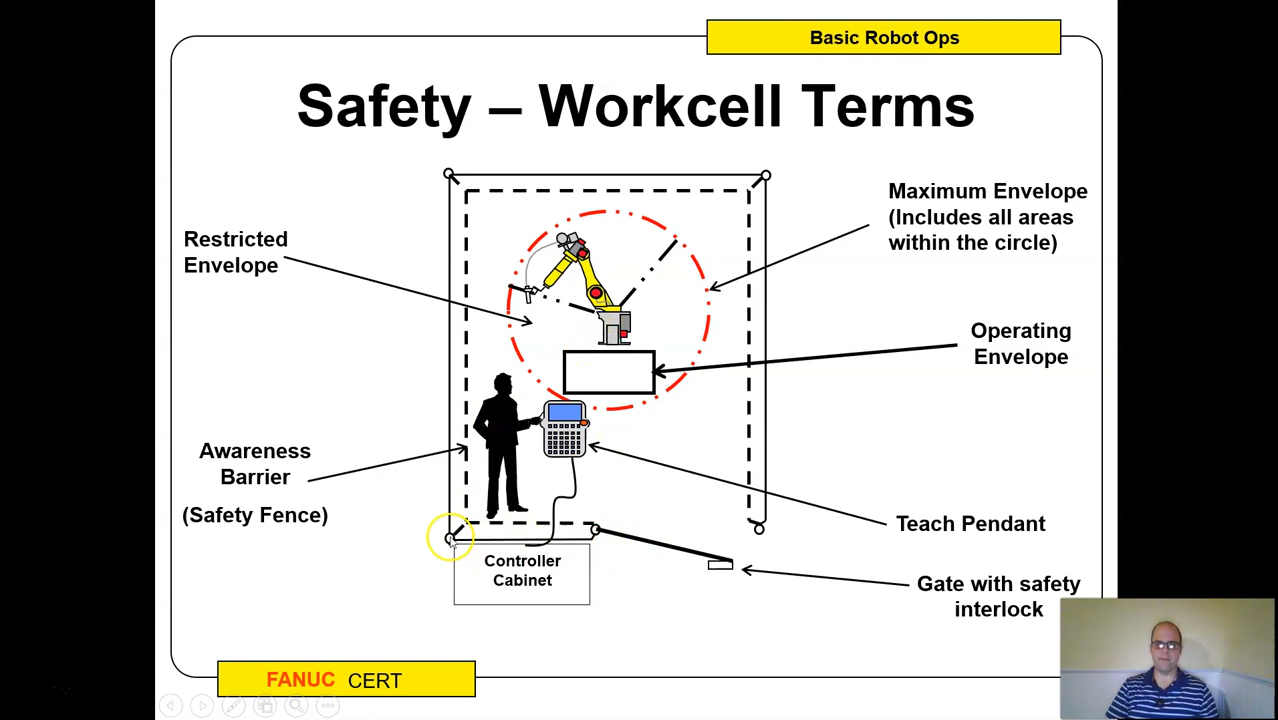 Basic Robot Ops
Safety – Workcell Terms
Maximum Envelope
(Includes all areas
within the circle)
Restricted
Envelope
Operating
Envelope
Awareness
Barrier
(Safety Fence)
Teach Pendant
Controller
Cabinet
Gate with safety
interlock
FANUC CERT